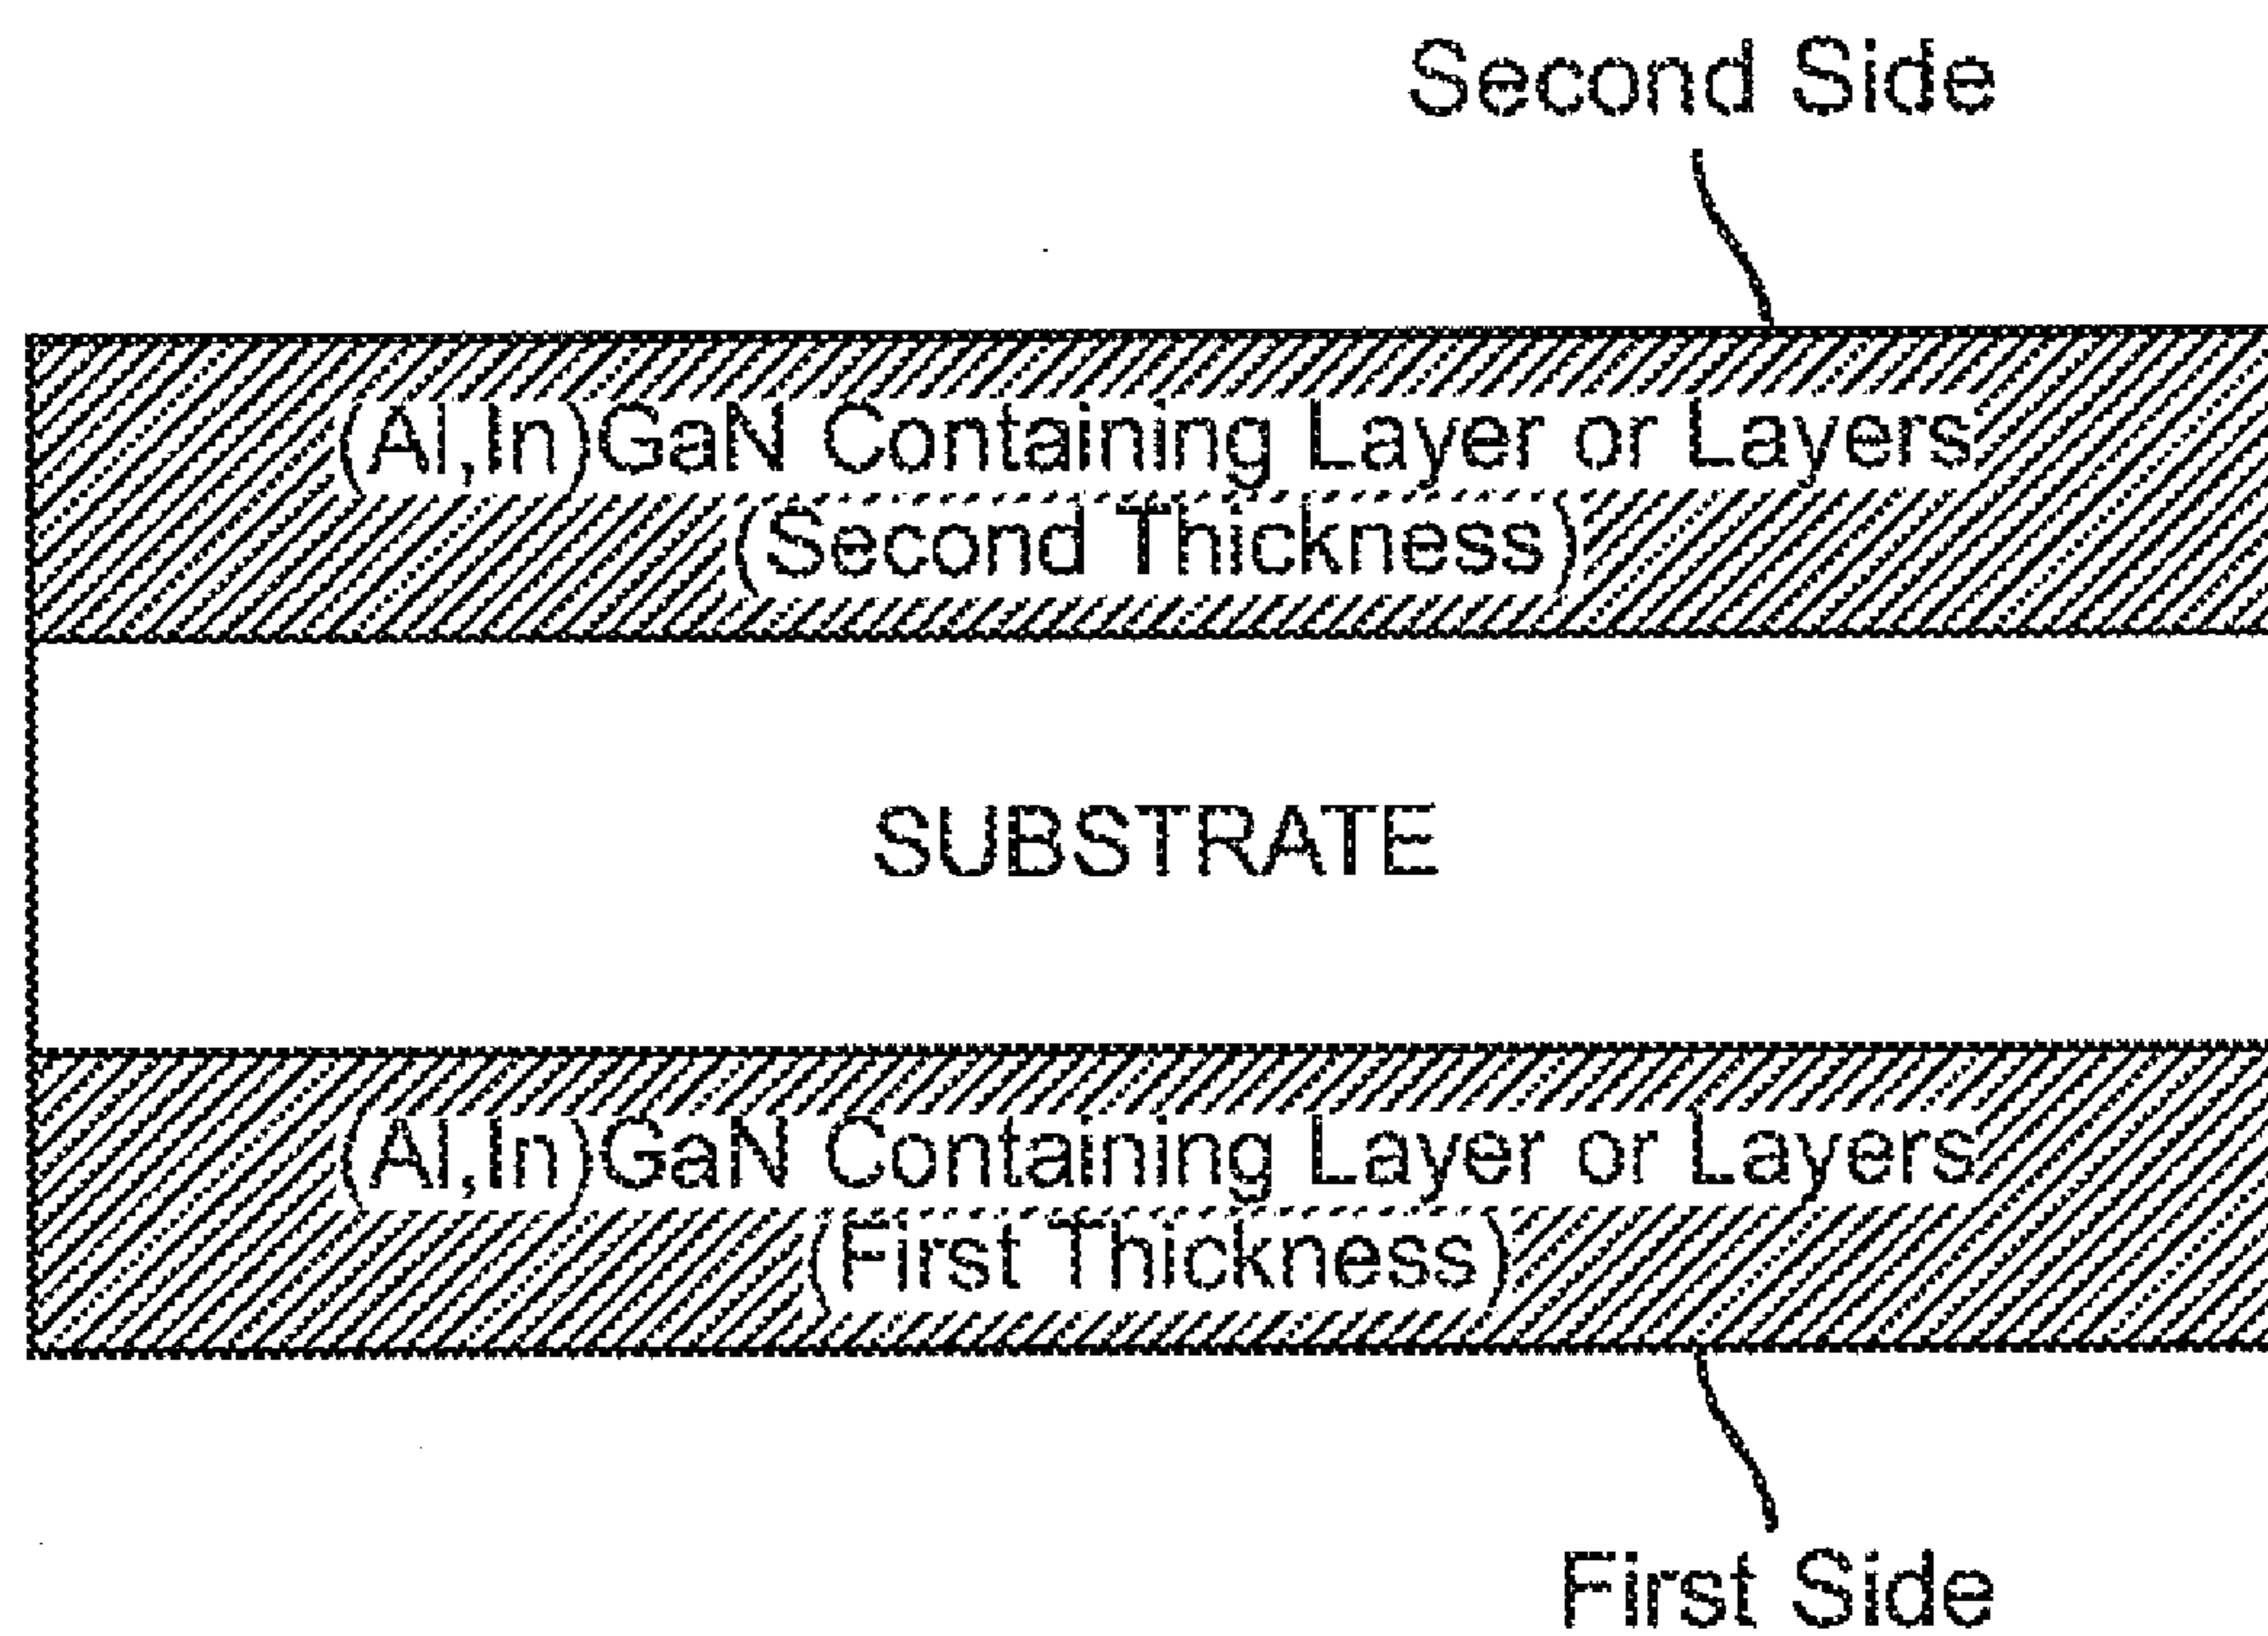 Second Side
(Al,In)GaN Containing Layer or Layers
(Second Thickness)
SUBSTRATE
(Al,In)GaN Containing Layer or Layers
(First Thickness)
First Side